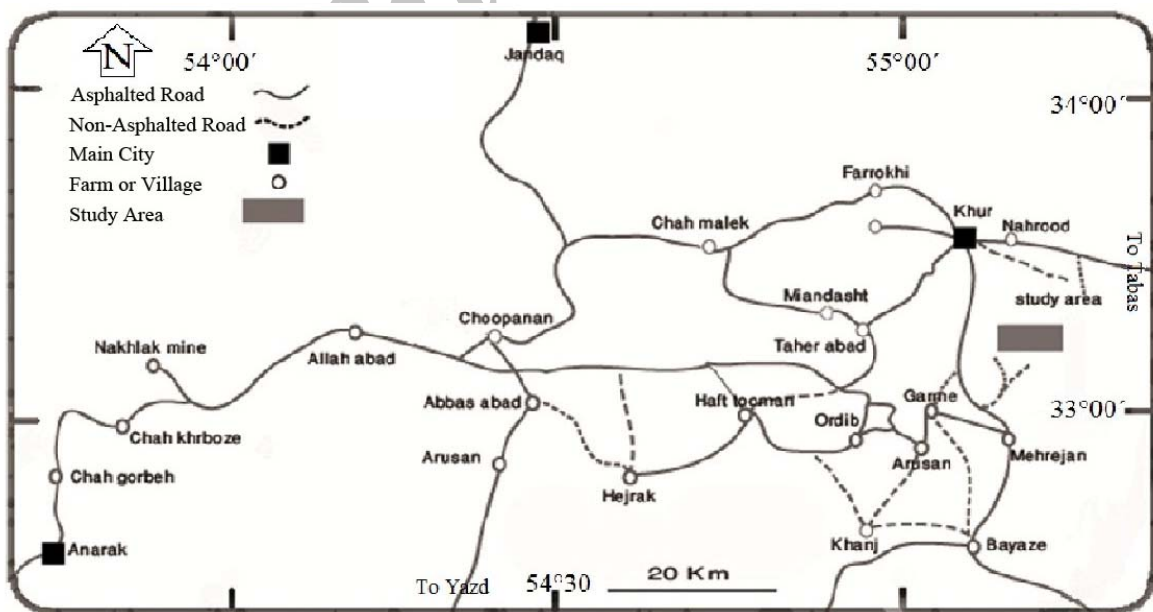 N
54°00´
Jandaq
55°00´
34°00´
Asphalted Road
Non-Asphalted Road
Main City
Farm or Village
Study Area
Farrokhi
Chah malek
Khur
Nahrood
To Tabas
Miandasht
study area
Choopanan
Taher abad
Nakhlak mine
Allah abad
Abbas abad
Haft tooman
Garme
33°00´
Ordib
Chah khrboze
Arusan
Arusan
Mehrejan
Chah gorbeh
Hejrak
Khanj
Bayaze
Anarak
To Yazd
54°30
20 Km